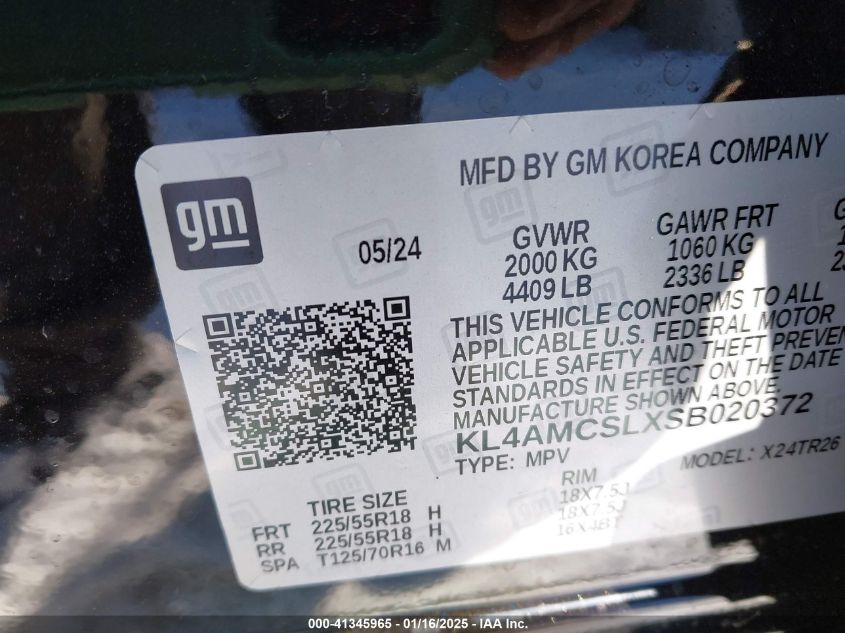 MFD BY GM KOREA COMPANY
gm
05/24
GVWR GAWR FRT
2000 KG 1060 KG
4409 LB 2336 LB
THIS VEHICLE CONFORMS TO ALL
APPLICABLE U.S. FEDERAL MOTOR
VEHICLE SAFETY AND THEFT PREVEN
STANDARDS IN EFFECT ON THE DATE
MANUFACTURE SHOWN ABOVE.
KL4AMCSLXSB020372
TYPE: MPV MODEL: X24TR26
TIRE SIZE RIM
FRT 225/55R18 H 18X7.5J
RR 225/55R18 H 18X7.5J
SPA T125/70R16 M 16X4BT
000-41345965 - 01/16/2025 - IAA Inc.